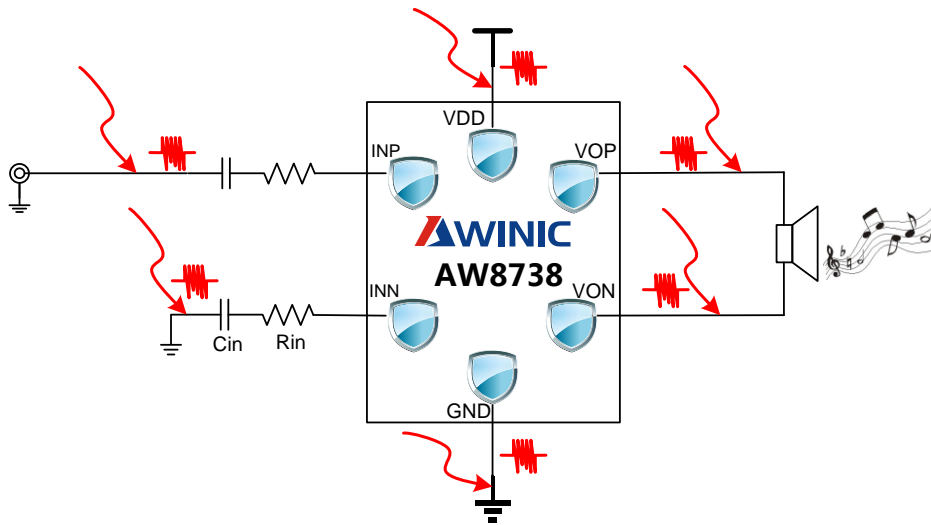 VDD
INP
VOP
AWINIC
AW8738
INN
VON
Cin
Rin
GND